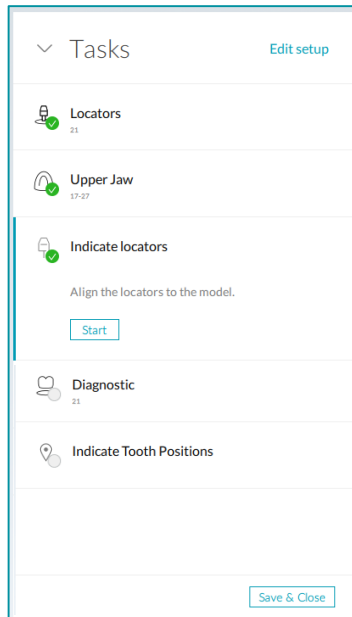 Tasks
Edit setup
Locators
21
Upper Jaw
17-27
Indicate locators
Align the locators to the model.
Start
Diagnostic
21
Indicate Tooth Positions
Save & Close